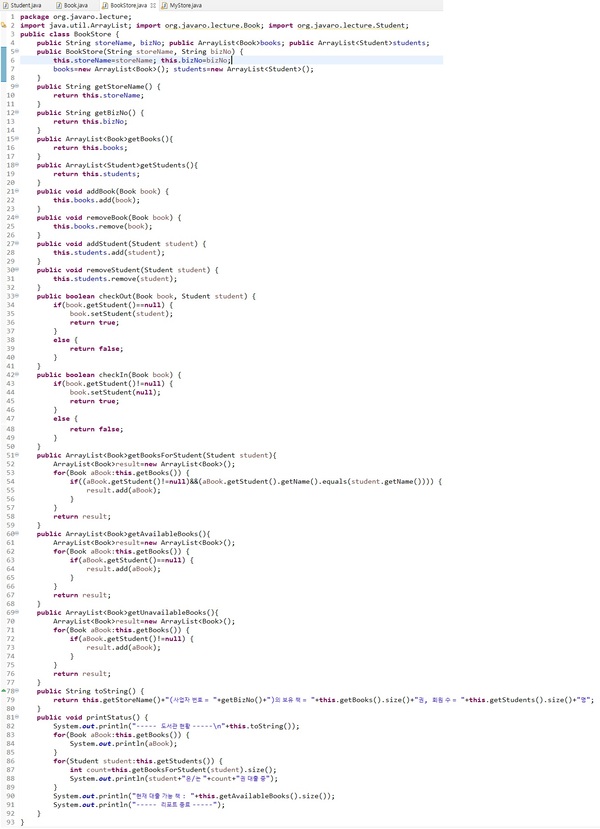 Student.java Book.java BookStore.java MyStore.java
1 package org.javaro.lecture;
2 import java.util.ArrayList; import org.javaro.lecture.Book; import org.javaro.lecture.Student;
3 public class BookStore {
4 public String storeName, bizNo; public ArrayList<Book>books; public ArrayList<Student>students;
5 public BookStore(String storeName, String bizNo) {
6 this.storeName=storeName; this.bizNo=bizNo;
7 books=new ArrayList<Book>(); students=new ArrayList<Student>();
8 }
9 public String getStoreName() {
10 return this.storeName;
11 }
12 public String getBizNo() {
13 return this.bizNo;
14 }
15 public ArrayList<Book>getBooks(){
16 return this.books;
17 }
18 public ArrayList<Student>getStudents(){
19 return this.students;
20 }
21 public void addBook(Book book) {
22 this.books.add(book);
23 }
24 public void removeBook(Book book) {
25 this.books.remove(book);
26 }
27 public void addStudent(Student student) {
28 this.students.add(student);
29 }
30 public void removeStudent(Student student) {
31 this.students.remove(student);
32 }
33 public boolean checkOut(Book book, Student student) {
34 if(book.getStudent()==null) {
35 book.setStudent(student);
36 return true;
37 }
38 else {
39 return false;
40 }
41 }
42 public boolean checkIn(Book book) {
43 if(book.getStudent()!=null) {
44 book.setStudent(null);
45 return true;
46 }
47 else {
48 return false;
49 }
50 }
51 public ArrayList<Book>getBooksForStudent(Student student){
52 ArrayList<Book>result=new ArrayList<Book>();
53 for(Book aBook:this.getBooks()) {
54 if((aBook.getStudent()!=null)&&(aBook.getStudent().getName().equals(student.getName()))) {
55 result.add(aBook);
56 }
57 }
58 return result;
59 }
60 public ArrayList<Book>getAvailableBooks(){
61 ArrayList<Book>result=new ArrayList<Book>();
62 for(Book aBook:this.getBooks()) {
63 if(aBook.getStudent()==null) {
64 result.add(aBook);
65 }
66 }
67 return result;
68 }
69 public ArrayList<Book>getUnavailableBooks(){
70 ArrayList<Book>result=new ArrayList<Book>();
71 for(Book aBook:this.getBooks()) {
72 if(aBook.getStudent()!=null) {
73 result.add(aBook);
74 }
75 }
76 return result;
77 }
78 public String toString() {
79 return this.getStoreName()+"(사업자 번호 = "+getBizNo()+")의 보유 책 = "+this.getBooks().size()+"권, 회원 수 = "+this.getStudents().size()+"명";
80 }
81 public void printStatus() {
82 System.out.println("----- 도서관 현황 -----\n"+this.toString());
83 for(Book aBook:this.getBooks()) {
84 System.out.println(aBook);
85 }
86 for(Student student:this.getStudents()) {
87 int count=this.getBooksForStudent(student).size();
88 System.out.println(student+"은/는 "+count+"권 대출 중");
89 }
90 System.out.println("현재 대출 가능 책 : "+this.getAvailableBooks().size());
91 System.out.println("----- 리포트 종료 -----");
92 }
93 }